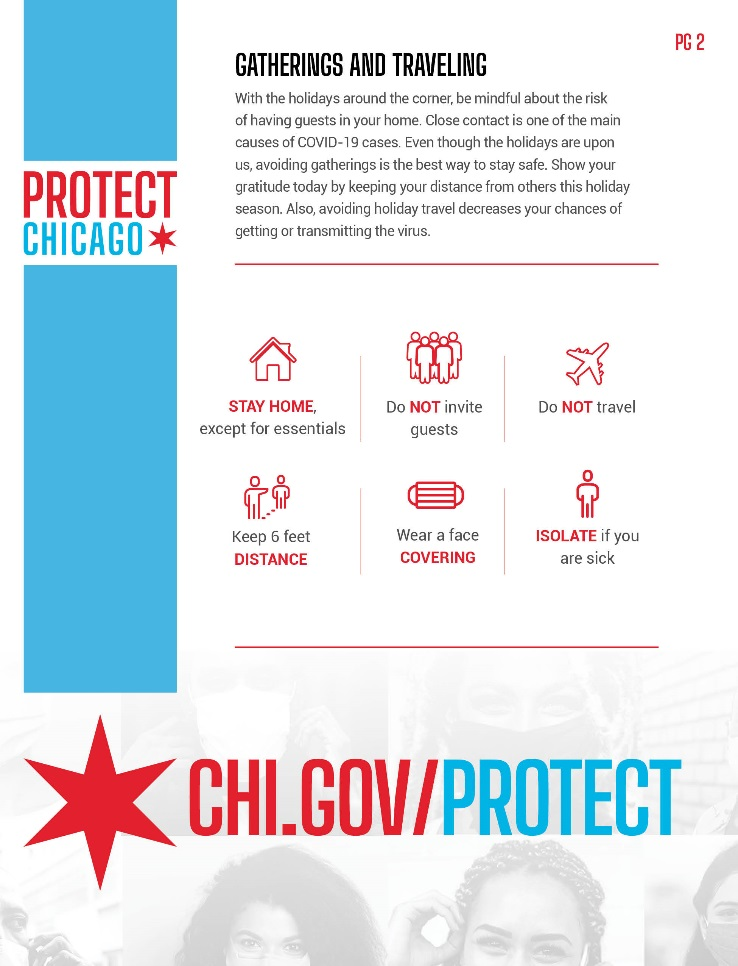 PG 2
GATHERINGS AND TRAVELING
With the holidays around the corner, be mindful about the risk
of having guests in your home. Close contact is one of the main
causes of COVID-19 cases. Even though the holidays are upon
us, avoiding gatherings is the best way to stay safe. Show your
gratitude today by keeping your distance from others this holiday
season. Also, avoiding holiday travel decreases your chances of
getting or transmitting the virus.
PROTECT
CHICAGO
STAY HOME,
except for essentials
Do NOT invite
guests
Do NOT travel
Keep 6 feet
DISTANCE
Wear a face
COVERING
ISOLATE if you
are sick
CHI.GOV/PROTECT